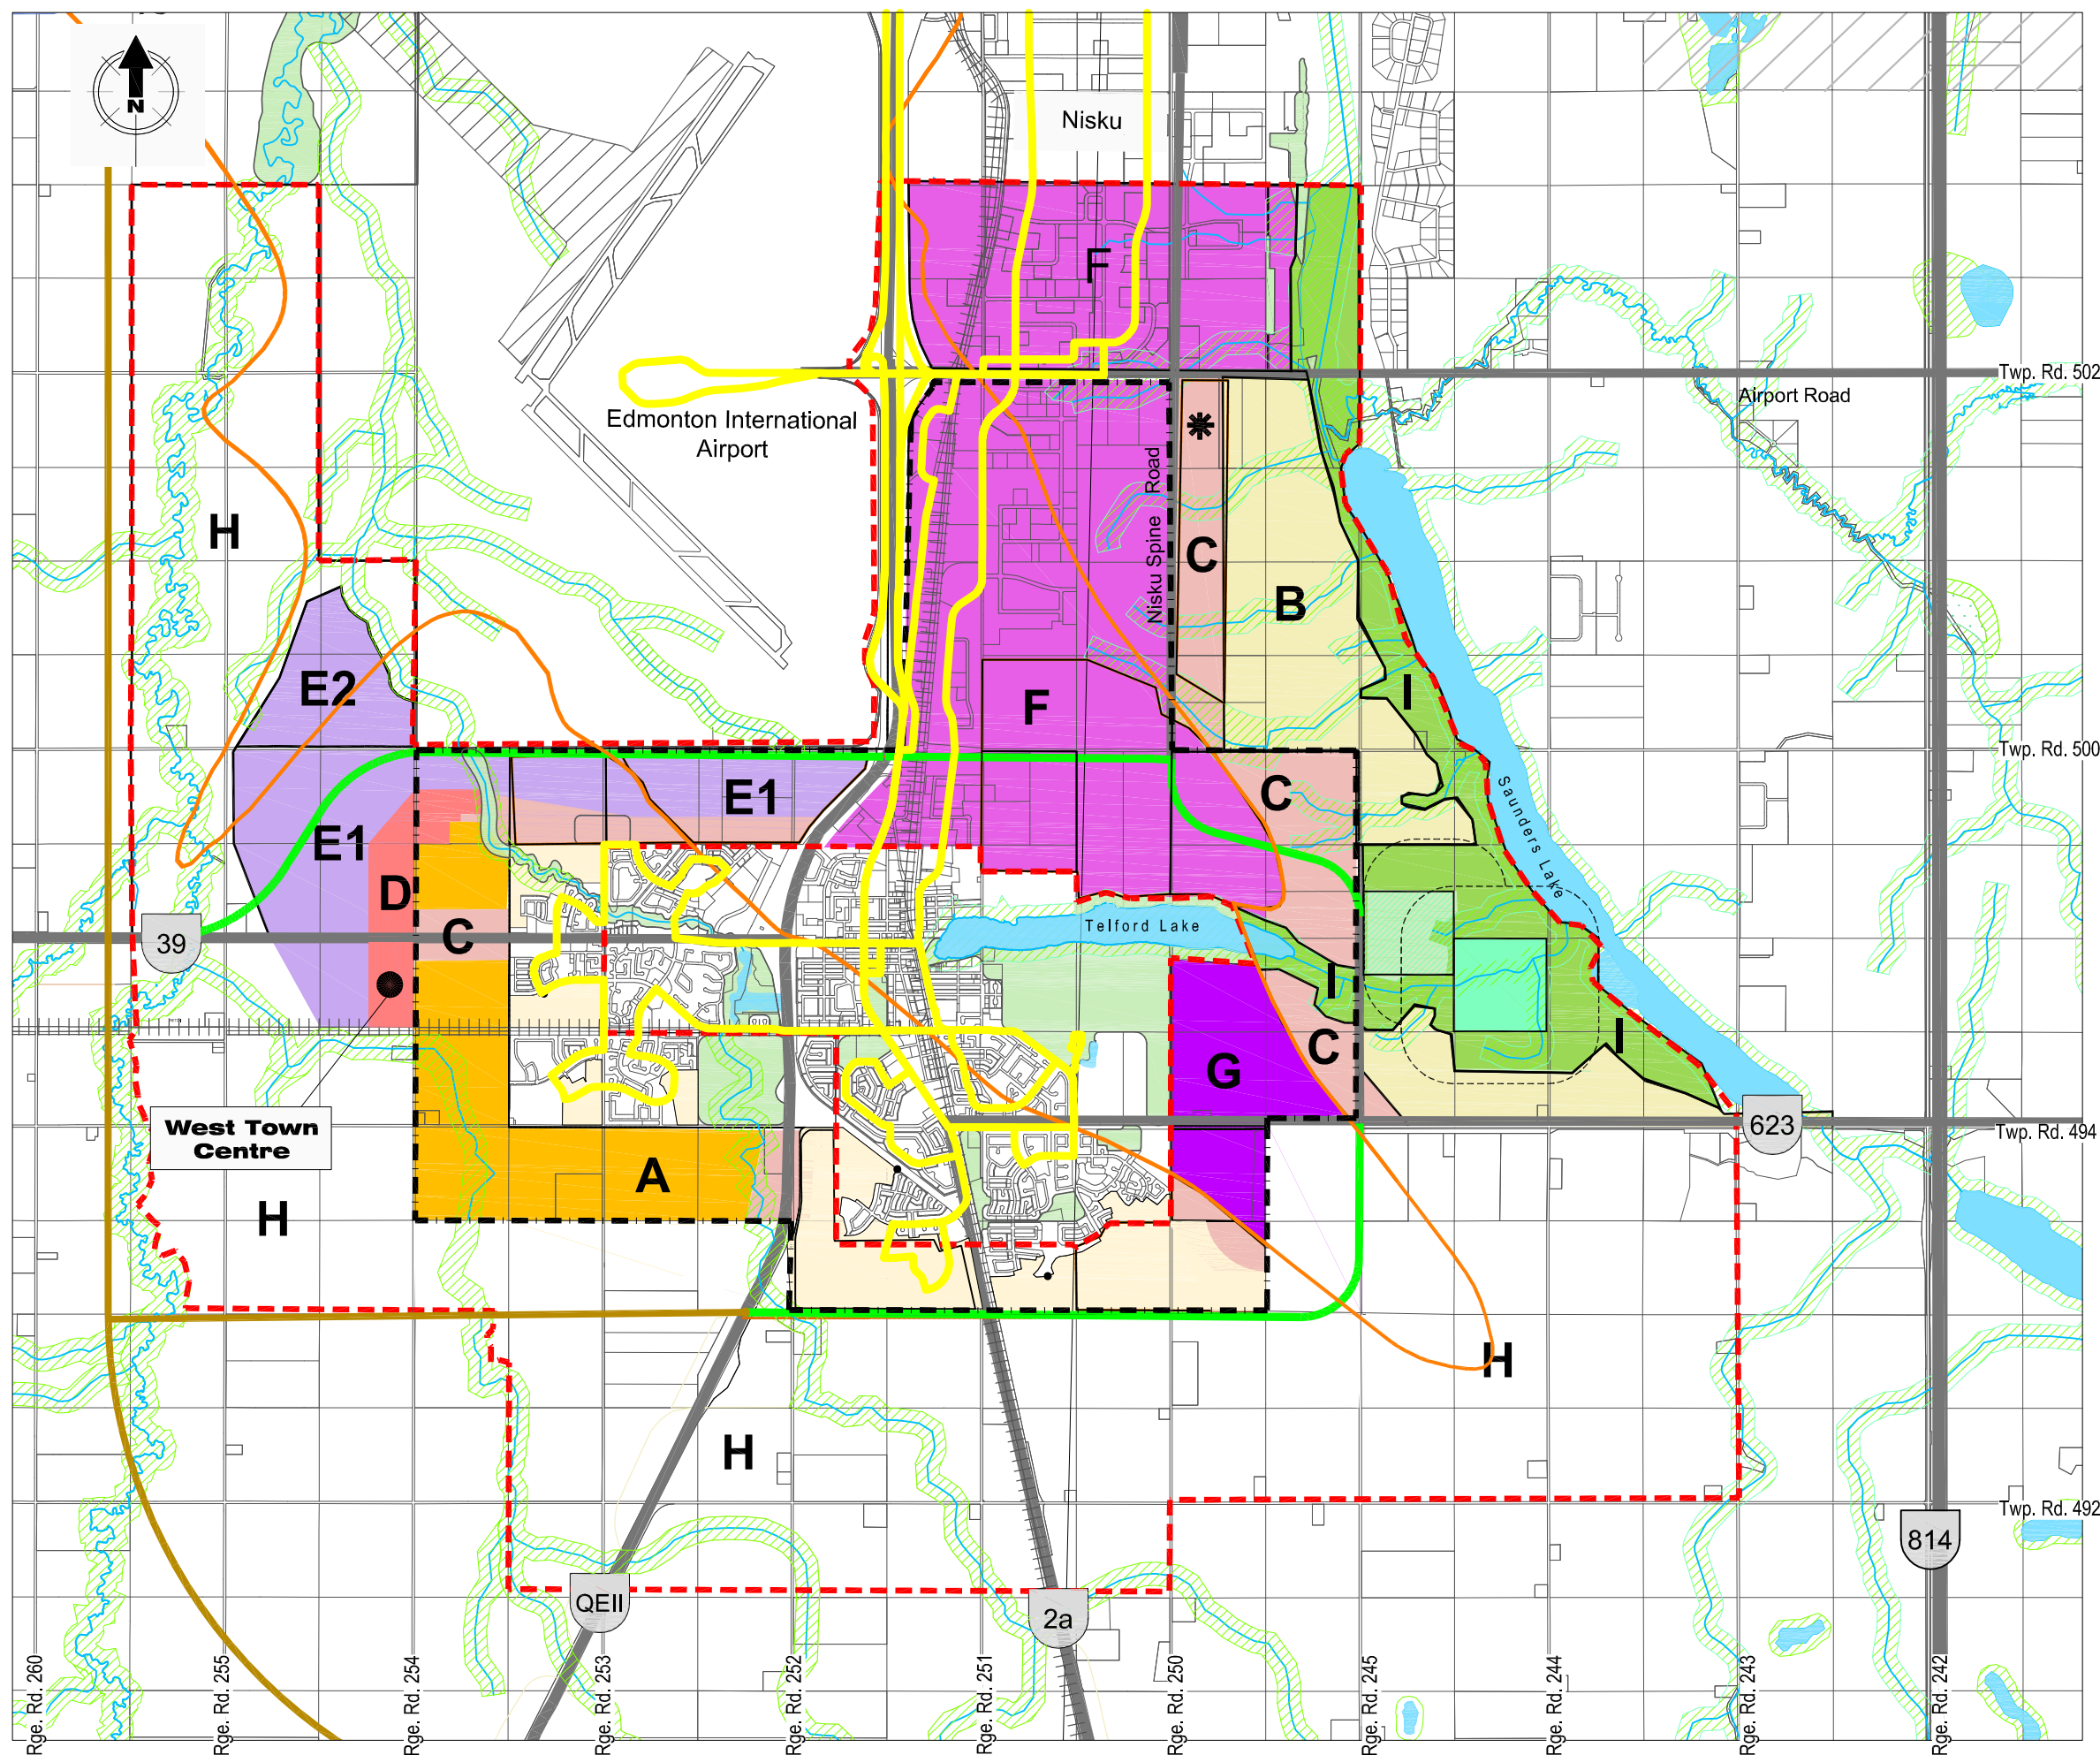 N
Nisku
F
Twp. Rd. 502
Airport Road
Edmonton International
Airport
Nisku Spine Road
H
C
B
E2
I
F
Twp. Rd. 500
E1
C
Saunders Lake
E1
D
C
39
Telford Lake
I
I
C
G
West Town
Centre
623
Twp. Rd. 494
A
H
H
H
Twp. Rd. 492
814
QEII
2a
Rge. Rd. 260
Rge. Rd. 255
Rge. Rd. 254
Rge. Rd. 253
Rge. Rd. 252
Rge. Rd. 251
Rge. Rd. 250
Rge. Rd. 245
Rge. Rd. 244
Rge. Rd. 243
Rge. Rd. 242